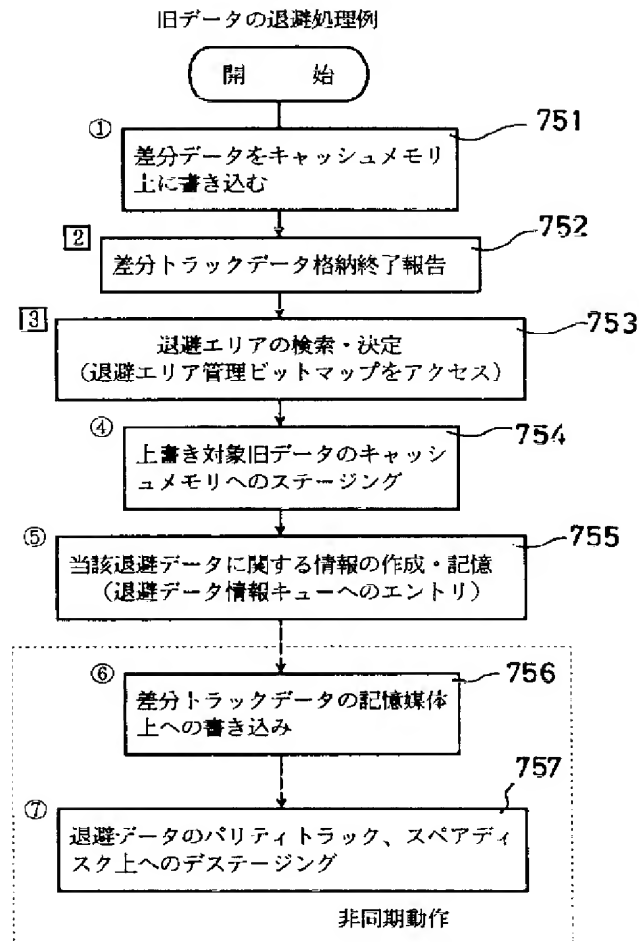 旧データの退避処理例
開　　始
① 751
差分データをキャッシュメモリ
上に書き込む
2 752
差分トラックデータ格納終了報告
3 753
退避エリアの検索・決定
(退避エリア管理ビットマップをアクセス)
④ 754
上書き対象旧データのキャッシ
ュメモリへのステージング
⑤ 755
当該退避データに関する情報の作成・記憶
(退避データ情報キューへのエントリ)
⑥ 756
差分トラックデータの記憶媒体
上への書き込み
757
⑦
退避データのパリティトラック、スペアディ
スク上へのデステージング
非同期動作